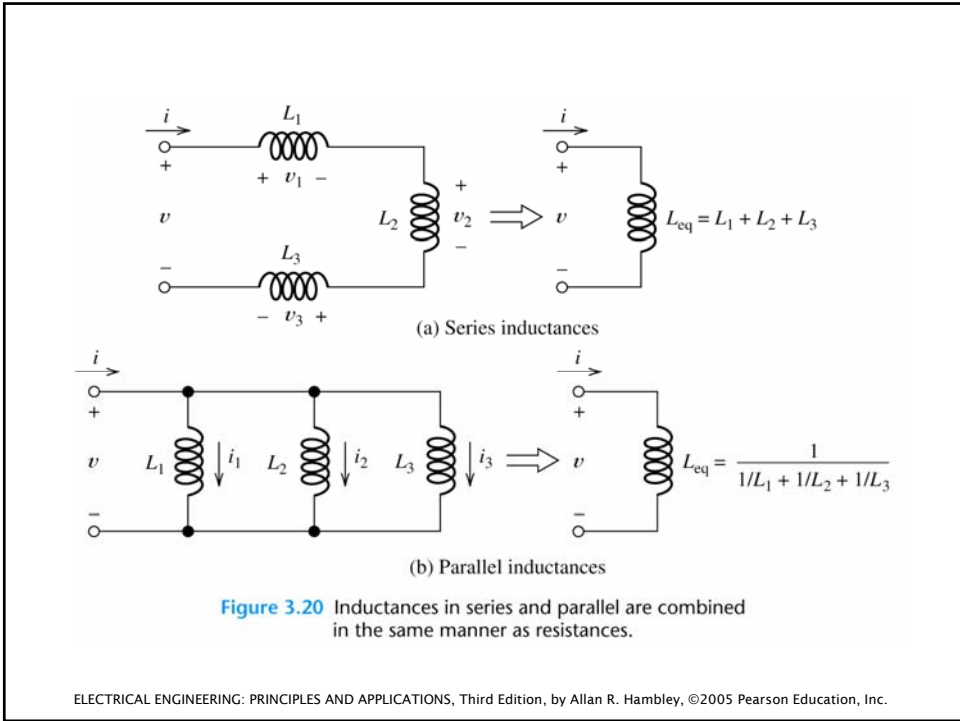 i
L₁
i
+
+ v₁ −
+
+
v
L₂
v₂
v
L_eq = L₁ + L₂ + L₃
−
−
L₃
−
− v₃ +
(a) Series inductances
i
i
+
+
v
L₁
i₁
L₂
i₂
L₃
i₃
v
L_eq = 1 / (1/L₁ + 1/L₂ + 1/L₃)
−
−
(b) Parallel inductances
Figure 3.20 Inductances in series and parallel are combined
in the same manner as resistances.
ELECTRICAL ENGINEERING: PRINCIPLES AND APPLICATIONS, Third Edition, by Allan R. Hambley, ©2005 Pearson Education, Inc.